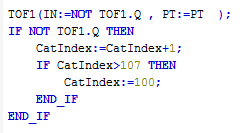 TOF1(IN:=NOT TOF1.Q , PT:=PT  );
IF NOT TOF1.Q THEN
    CatIndex:=CatIndex+1;
    IF CatIndex>107 THEN
        CatIndex:=100;
    END_IF
END_IF